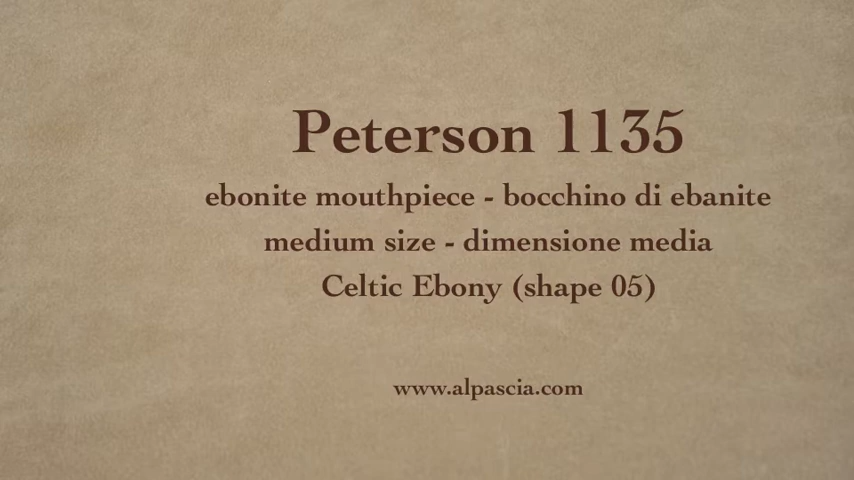 Peterson 1135
ebonite mouthpiece - bocchino di ebanite
medium size - dimensione media
Celtic Ebony (shape 05)
www.alpascia.com